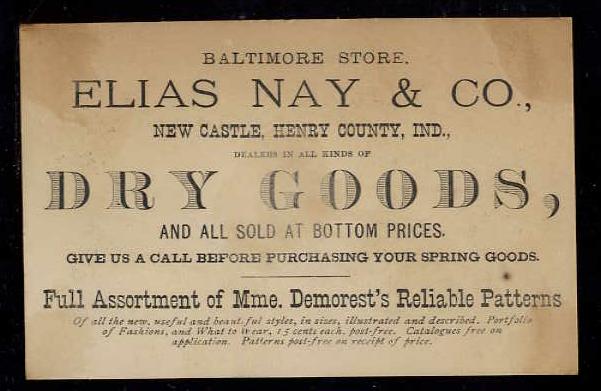 BALTIMORE STORE.
ELIAS NAY & CO.,
NEW CASTLE, HENRY COUNTY, IND.,
DEALERS IN ALL KINDS OF
DRY GOODS,
AND ALL SOLD AT BOTTOM PRICES.
GIVE US A CALL BEFORE PURCHASING YOUR SPRING GOODS.
Full Assortment of Mme. Demorest's Reliable Patterns
Of all the new, useful and beaut.ful styles, in sizes, illustrated and described. Portfolio
of Fashions, and What to Wear, 15 cents each, post-free. Catalogues free on
application. Patterns post-free on receipt of price.